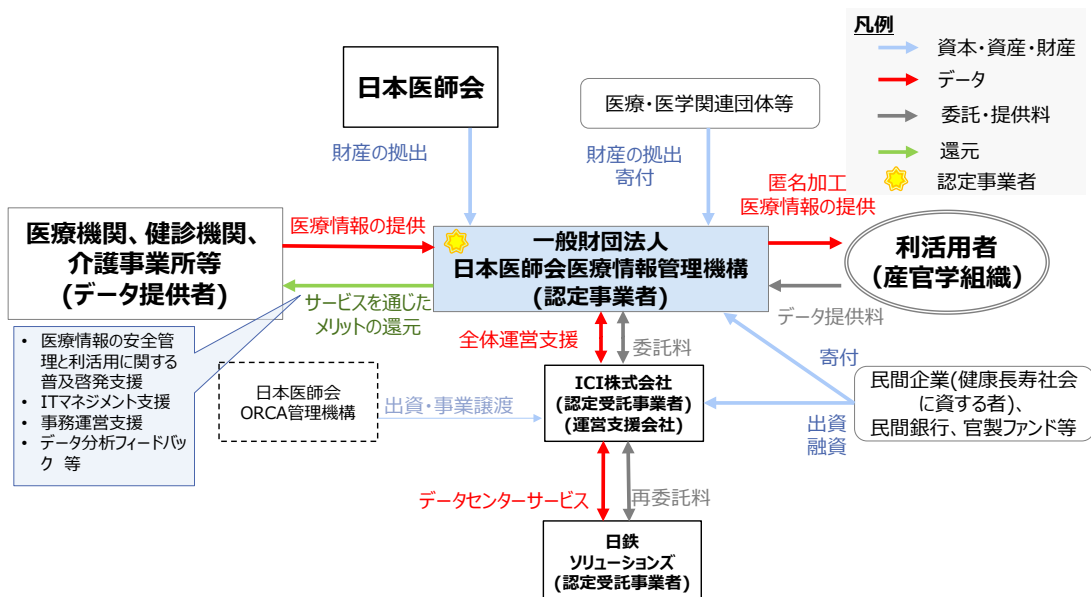 凡例
資本・資産・財産
データ
委託・提供料
還元
認定事業者
日本医師会
医療・医学関連団体等
財産の拠出
財産の拠出
寄付
匿名加工
医療情報の提供
医療機関、健診機関、
介護事業所等
(データ提供者)
医療情報の提供
一般財団法人
日本医師会医療情報管理機構
(認定事業者)
利活用者
(産官学組織)
サービスを通じた
メリットの還元
データ提供料
• 医療情報の安全管
理と利活用に関する
普及啓発支援
• ITマネジメント支援
• 事務運営支援
• データ分析フィードバッ
ク 等
全体運営支援
委託料
寄付
日本医師会
ORCA管理機構
出資・事業譲渡
ICI株式会社
(認定受託事業者)
(運営支援会社)
出資
融資
民間企業(健康長寿社会
に資する者)、
民間銀行、官製ファンド等
データセンターサービス
再委託料
日鉄
ソリューションズ
(認定受託事業者)